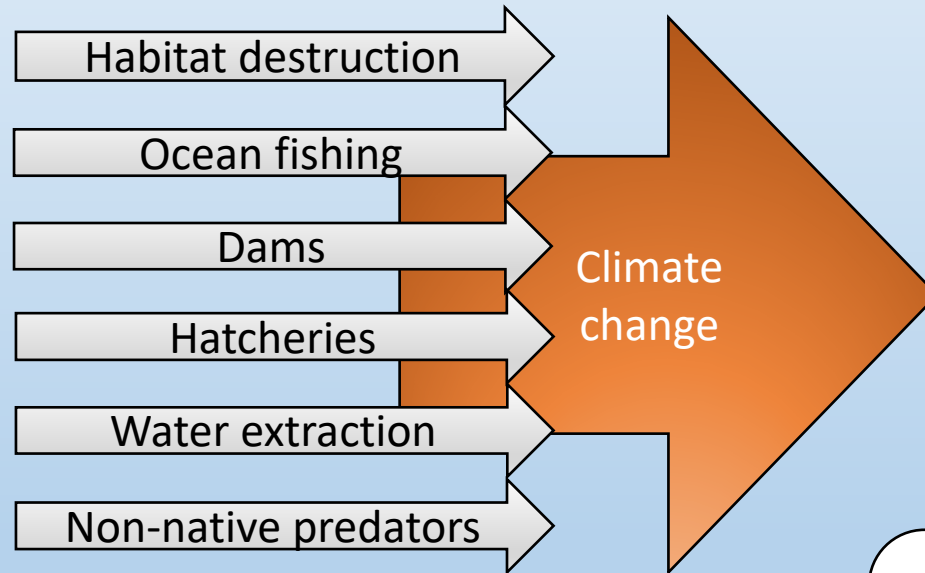 Habitat destruction
Ocean fishing
Dams
Climate
change
Hatcheries
Water extraction
Non-native predators